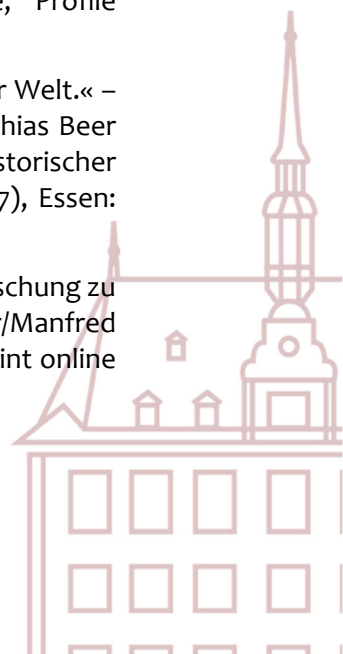 Profile
r Welt.« –
hias Beer
storischer
7), Essen:
schung zu
/Manfred
int online